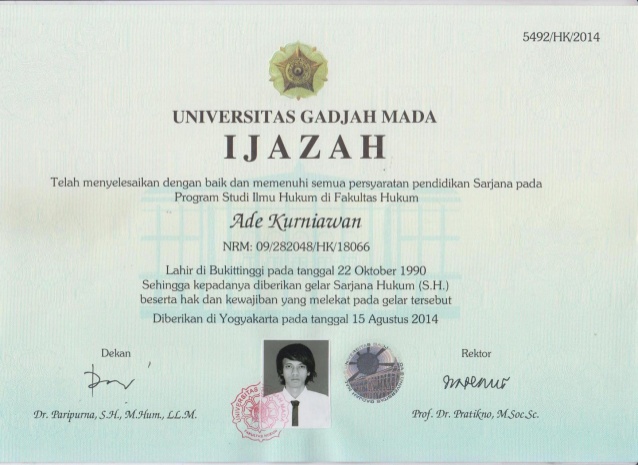 5492/HK/2014
UNIVERSITAS GADJAH MADA
IJAZAH
Telah menyelesaikan dengan baik dan memenuhi semua persyaratan pendidikan Sarjana pada
Program Studi Ilmu Hukum di Fakultas Hukum
Ade Kurniawan
NRM: 09/282048/HK/18066
Lahir di Bukittinggi pada tanggal 22 Oktober 1990
Sehingga kepadanya diberikan gelar Sarjana Hukum (S.H.)
beserta hak dan kewajiban yang melekat pada gelar tersebut
Diberikan di Yogyakarta pada tanggal 15 Agustus 2014
Dekan
Rektor
Dr. Paripurna, S.H., M.Hum., LL.M.
Prof. Dr. Pratikno, M.Soc.Sc.